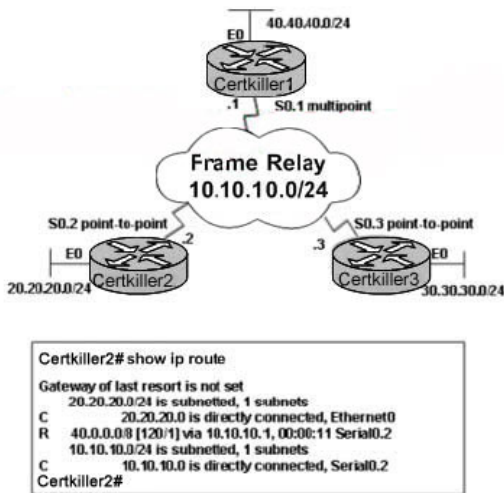 40.40.40.0/24
E0
Certkiller1
.1 S0.1 multipoint
Frame Relay
10.10.10.0/24
S0.2 point-to-point
S0.3 point-to-point
.2
.3
E0
E0
Certkiller2
Certkiller3
20.20.20.0/24
30.30.30.0/24
Certkiller2# show ip route
Gateway of last resort is not set
20.20.20.0/24 is subnetted, 1 subnets
C 20.20.20.0 is directly connected, Ethernet0
R 40.0.0.0/8 [120/1] via 10.10.10.1, 00:00:11 Serial0.2
10.10.10.0/24 is subnetted, 1 subnets
C 10.10.10.0 is directly connected, Serial0.2
Certkiller2#